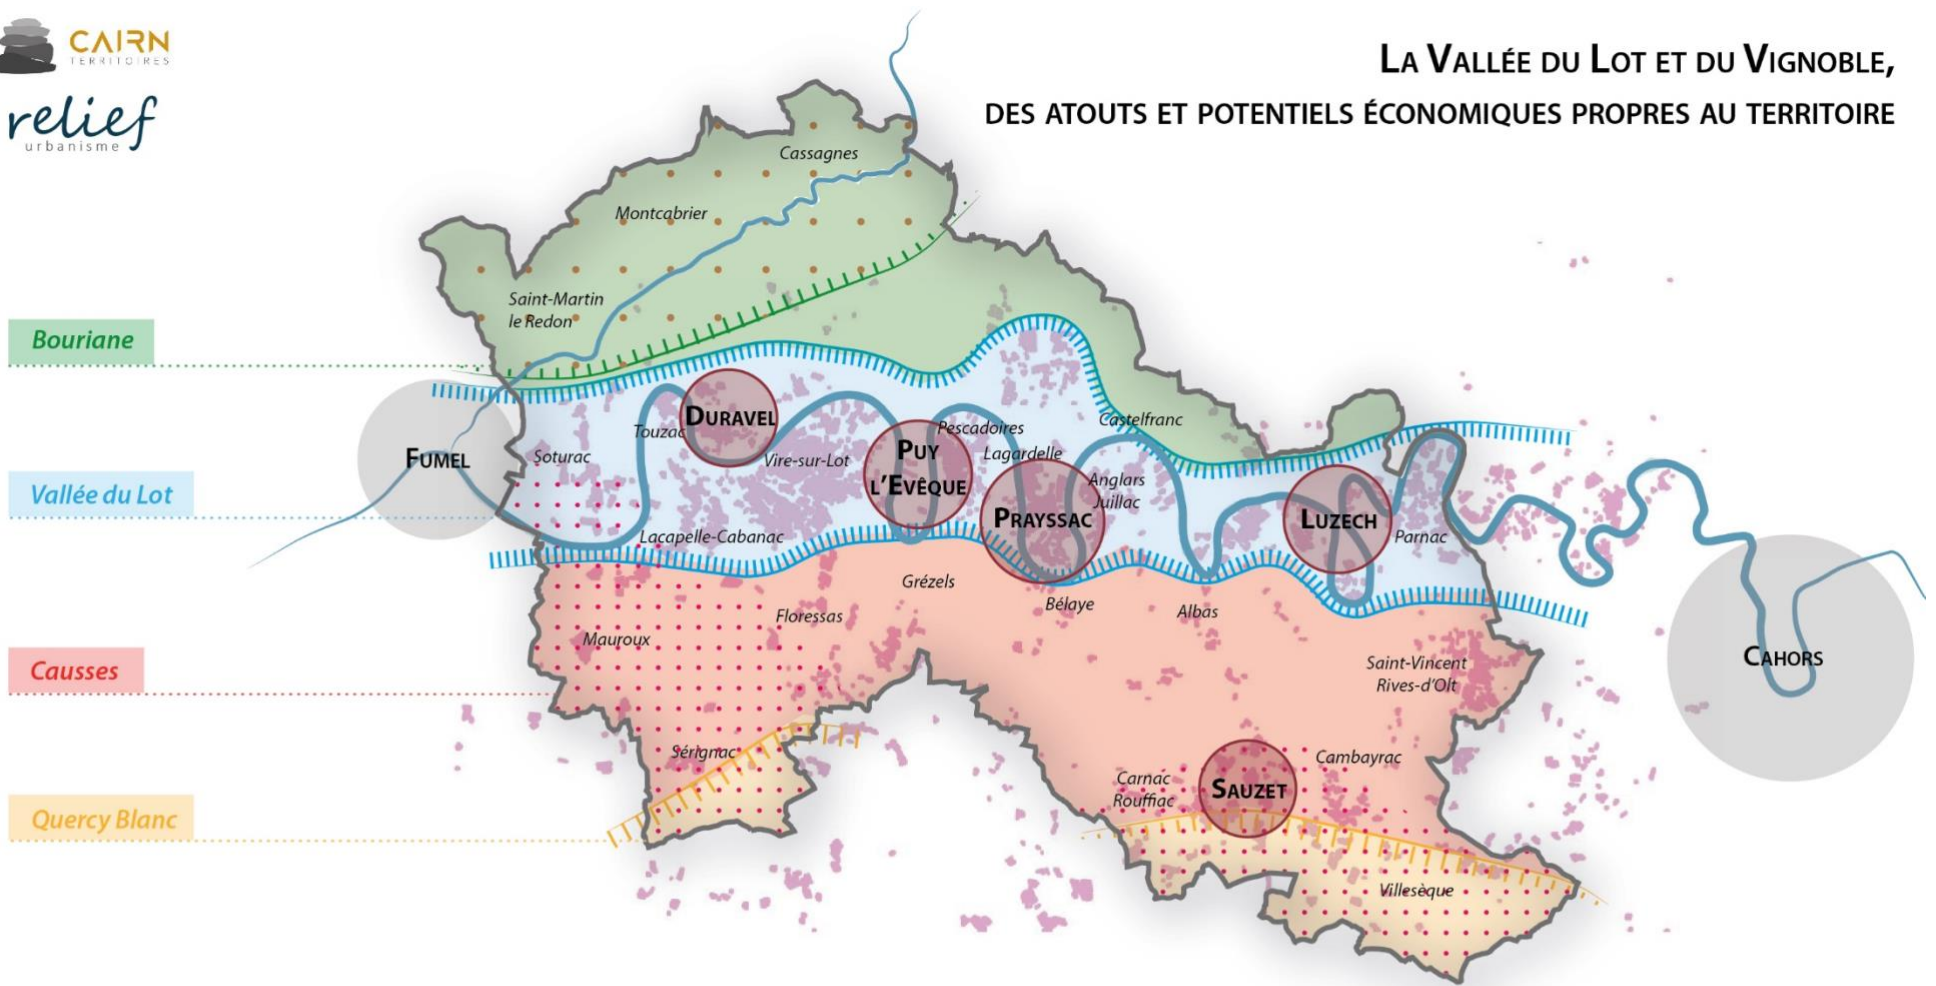 CAIRN
TERRITOIRES
relief
urbanisme
LA VALLÉE DU LOT ET DU VIGNOBLE,
DES ATOUTS ET POTENTIELS ÉCONOMIQUES PROPRES AU TERRITOIRE
Cassagnes
Montcabrier
Saint-Martin
le Redon
Bouriane
DURAVEL
Touzac
Castelfranc
Pescadoires
FUMEL
Soturac
Vire-sur-Lot
PUY
L'EVÊQUE
Lagardelle
Anglars
Juillac
Vallée du Lot
PRAYSSAC
LUZECH
Lacapelle-Cabanac
Parnac
Grézels
Bélaye
Albas
Floressas
Mauroux
Causses
Saint-Vincent
Rives-d'Olt
CAHORS
Sérignac
Cambayrac
Carnac
Rouffiac
SAUZET
Quercy Blanc
Villesèque